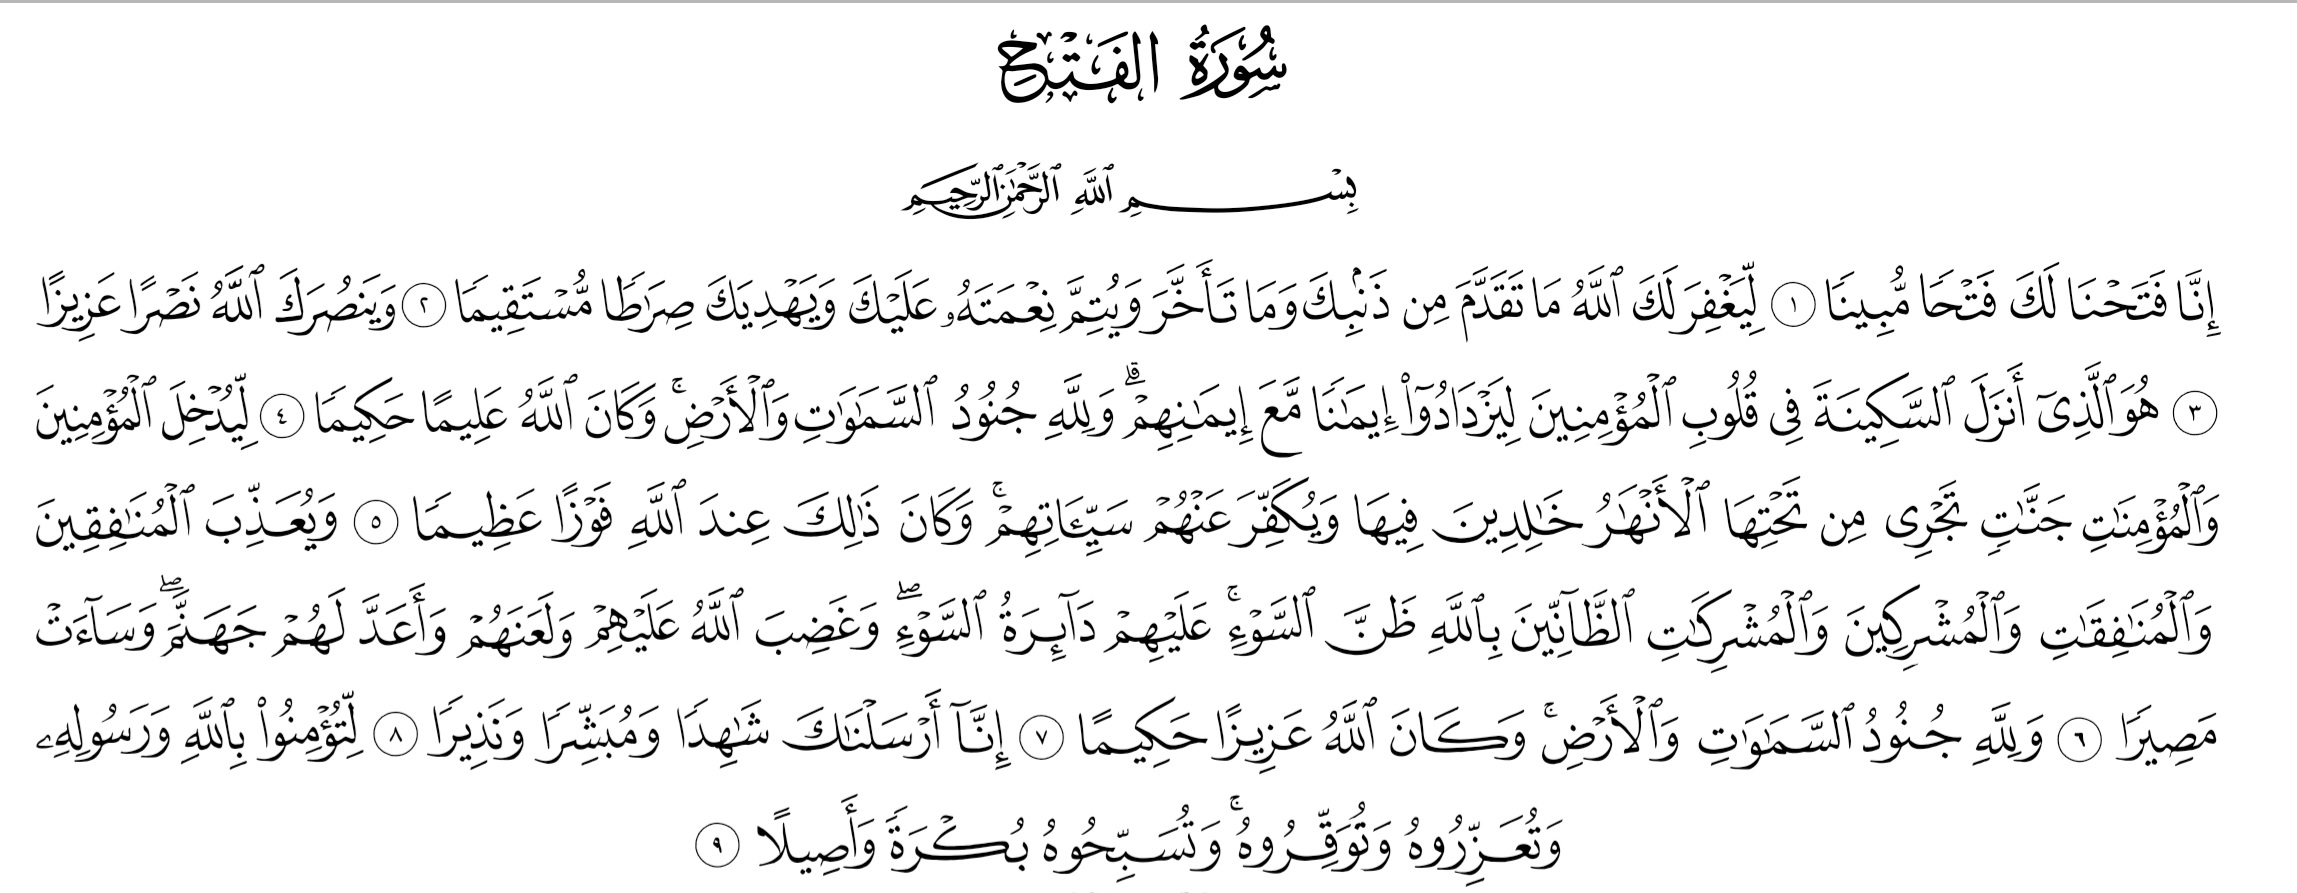 سُورَةُ الفَتۡحِ
بِسۡمِ ٱللَّهِ ٱلرَّحۡمَٰنِ ٱلرَّحِيمِ
إِنَّا فَتَحۡنَا لَكَ فَتۡحٗا مُّبِينٗا ١ لِّيَغۡفِرَ لَكَ ٱللَّهُ مَا تَقَدَّمَ مِن ذَنۢبِكَ وَمَا تَأَخَّرَ وَيُتِمَّ نِعۡمَتَهُۥ عَلَيۡكَ وَيَهۡدِيَكَ صِرَٰطٗا مُّسۡتَقِيمٗا ٢ وَيَنصُرَكَ ٱللَّهُ نَصۡرًا عَزِيزًا
٣ هُوَ ٱلَّذِيٓ أَنزَلَ ٱلسَّكِينَةَ فِي قُلُوبِ ٱلۡمُؤۡمِنِينَ لِيَزۡدَادُوٓاْ إِيمَٰنٗا مَّعَ إِيمَٰنِهِمۡۗ وَلِلَّهِ جُنُودُ ٱلسَّمَٰوَٰتِ وَٱلۡأَرۡضِۚ وَكَانَ ٱللَّهُ عَلِيمًا حَكِيمٗا ٤ لِّيُدۡخِلَ ٱلۡمُؤۡمِنِينَ
وَٱلۡمُؤۡمِنَٰتِ جَنَّٰتٖ تَجۡرِي مِن تَحۡتِهَا ٱلۡأَنۡهَٰرُ خَٰلِدِينَ فِيهَا وَيُكَفِّرَ عَنۡهُمۡ سَيِّـَٔاتِهِمۡۚ وَكَانَ ذَٰلِكَ عِندَ ٱللَّهِ فَوۡزًا عَظِيمٗا ٥ وَيُعَذِّبَ ٱلۡمُنَٰفِقِينَ
وَٱلۡمُنَٰفِقَٰتِ وَٱلۡمُشۡرِكِينَ وَٱلۡمُشۡرِكَٰتِ ٱلظَّآنِّينَ بِٱللَّهِ ظَنَّ ٱلسَّوۡءِۚ عَلَيۡهِمۡ دَآئِرَةُ ٱلسَّوۡءِۖ وَغَضِبَ ٱللَّهُ عَلَيۡهِمۡ وَلَعَنَهُمۡ وَأَعَدَّ لَهُمۡ جَهَنَّمَۖ وَسَآءَتۡ
مَصِيرٗا ٦ وَلِلَّهِ جُنُودُ ٱلسَّمَٰوَٰتِ وَٱلۡأَرۡضِۚ وَكَانَ ٱللَّهُ عَزِيزًا حَكِيمًا ٧ إِنَّآ أَرۡسَلۡنَٰكَ شَٰهِدٗا وَمُبَشِّرٗا وَنَذِيرٗا ٨ لِّتُؤۡمِنُواْ بِٱللَّهِ وَرَسُولِهِۦ
وَتُعَزِّرُوهُ وَتُوَقِّرُوهُۚ وَتُسَبِّحُوهُ بُكۡرَةٗ وَأَصِيلًا ٩